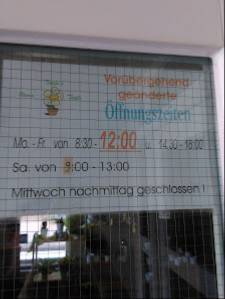 Vorübergehend
geänderte
Öffnungszeiten
Mo. - Fr. von 8.30 - 12:00 u. 14.30 - 18:00
Sa. von 9:00 - 13:00
Mittwoch nachmittag geschlossen !